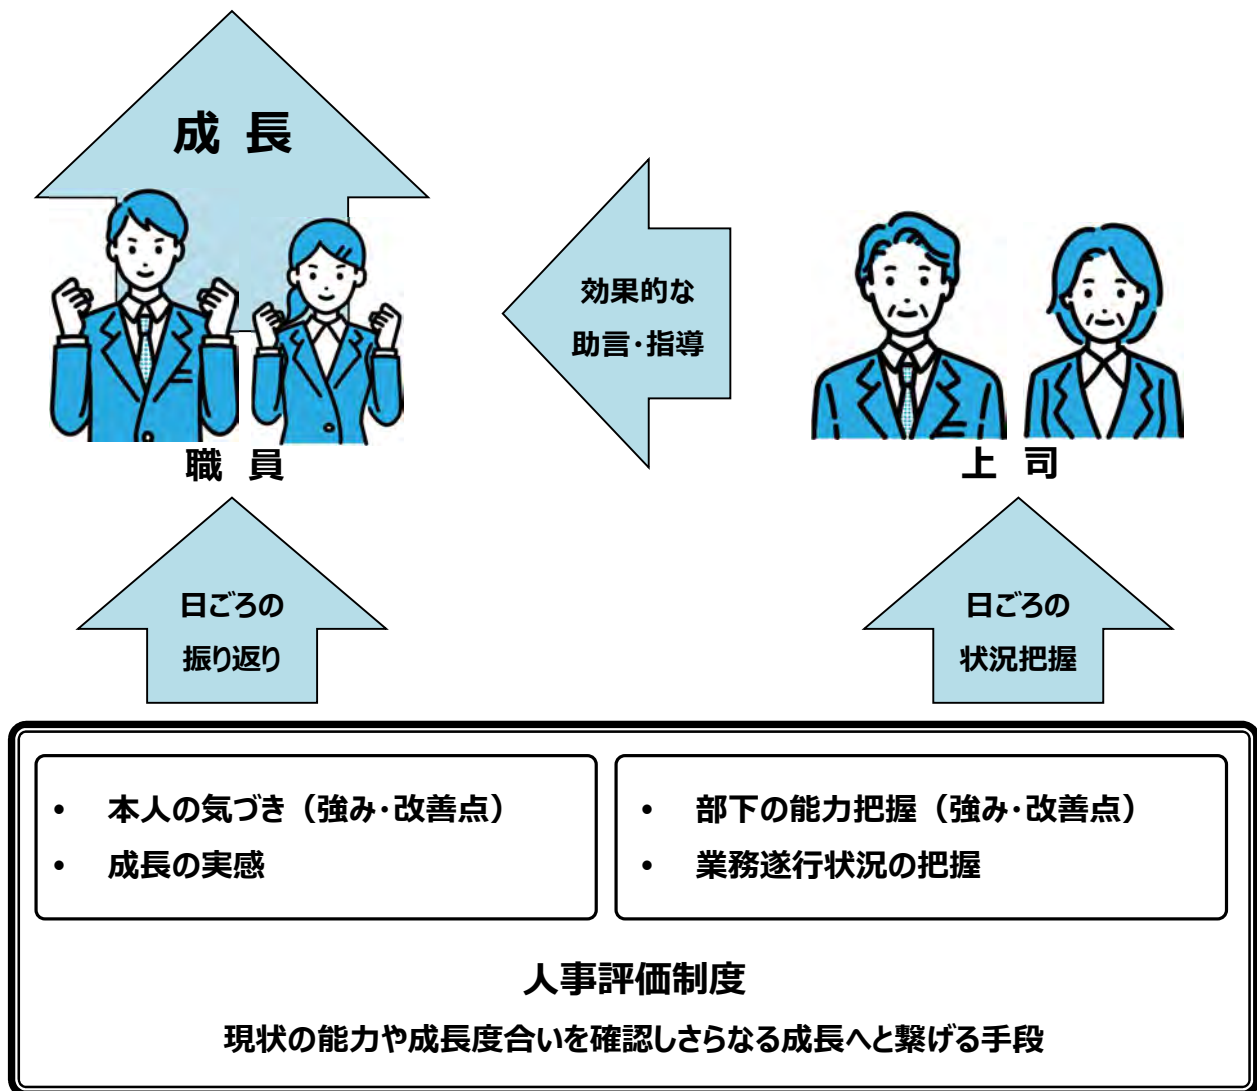 成 長
効果的な
助言・指導
職 員
上 司
日ごろの
振り返り
日ごろの
状況把握
• 本人の気づき（強み・改善点）
• 成長の実感
• 部下の能力把握（強み・改善点）
• 業務遂行状況の把握
人事評価制度
現状の能力や成長度合いを確認しさらなる成長へと繋げる手段